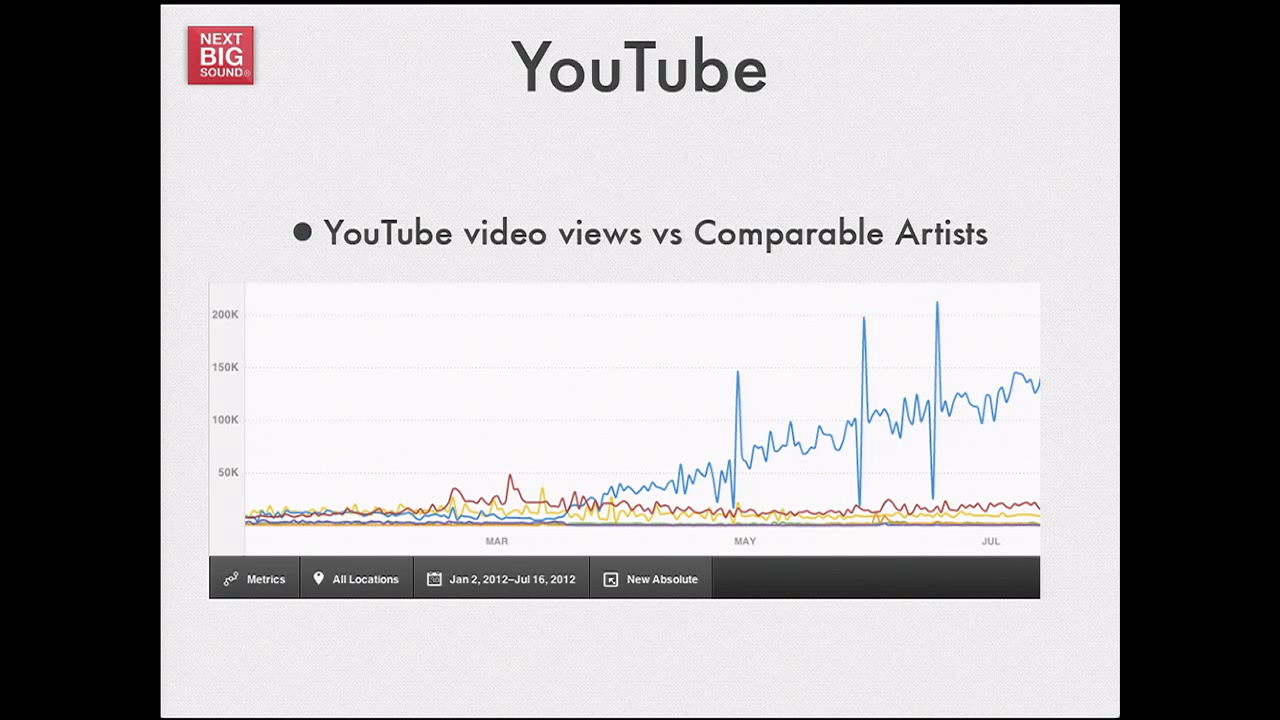 NEXT
BIG
SOUND®
YouTube
● YouTube video views vs Comparable Artists
200K
150K
100K
50K
MAR MAY JUL
Metrics All Locations Jan 2, 2012–Jul 16, 2012 New Absolute